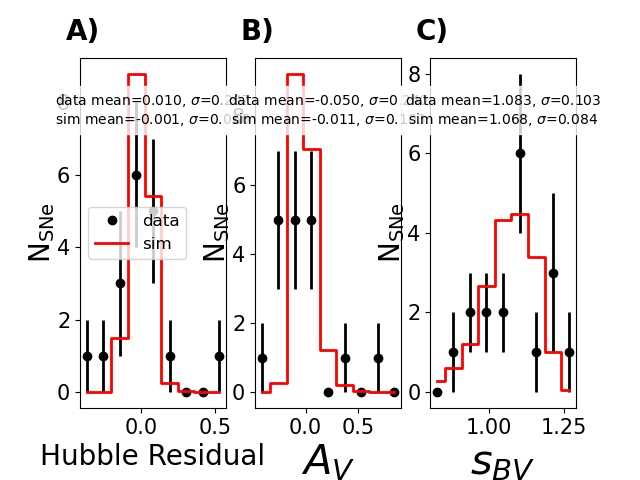 A) B) C)
data mean=0.010, σ=0. data mean=-0.050, σ=0. data mean=1.083, σ=0.103
sim mean=-0.001, σ=0. sim mean=-0.011, σ=0. sim mean=1.068, σ=0.084
data
sim
N_SNe N_SNe N_SNe
8 6 4 2 0
8 6 4 2 0
8 6 4 2 0
0.0 0.5 0.0 0.5 1.00 1.25
Hubble Residual A_V s_BV